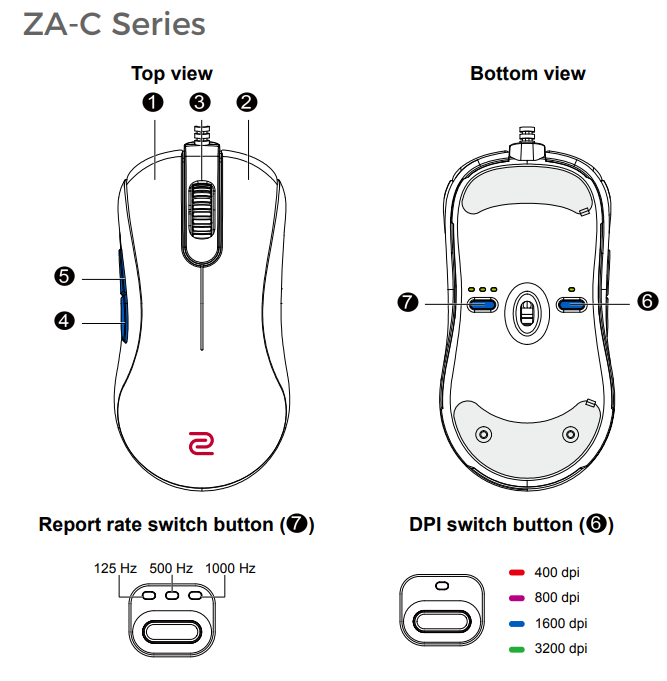 ZA-C Series
Top view
Bottom view
❶ ❸ ❷
❺
❹
❼
❻
Report rate switch button (❼)
DPI switch button (❻)
125 Hz 500 Hz 1000 Hz
400 dpi
800 dpi
1600 dpi
3200 dpi